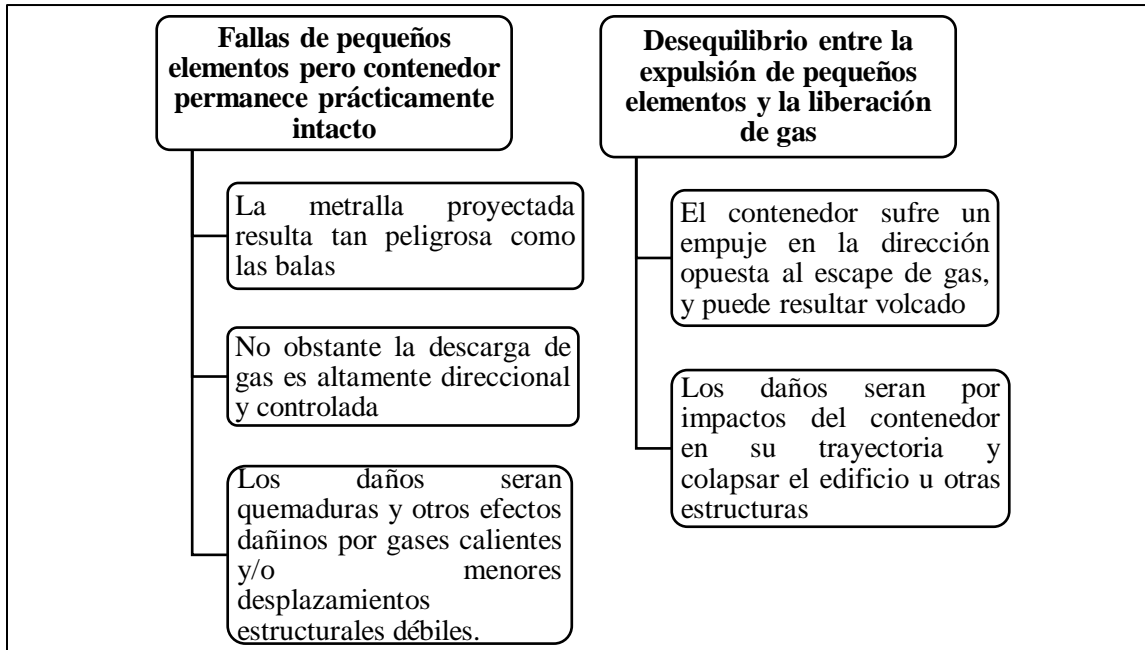 Fallas de pequeños
elementos pero contenedor
permanece prácticamente
intacto
La metralla proyectada
resulta tan peligrosa como
las balas
No obstante la descarga de
gas es altamente direccional
y controlada
Los daños seran
quemaduras y otros efectos
dañinos por gases calientes
y/o menores
desplazamientos
estructurales débiles.
Desequilibrio entre la
expulsión de pequeños
elementos y la liberación
de gas
El contenedor sufre un
empuje en la dirección
opuesta al escape de gas,
y puede resultar volcado
Los daños seran por
impactos del contenedor
en su trayectoria y
colapsar el edificio u otras
estructuras